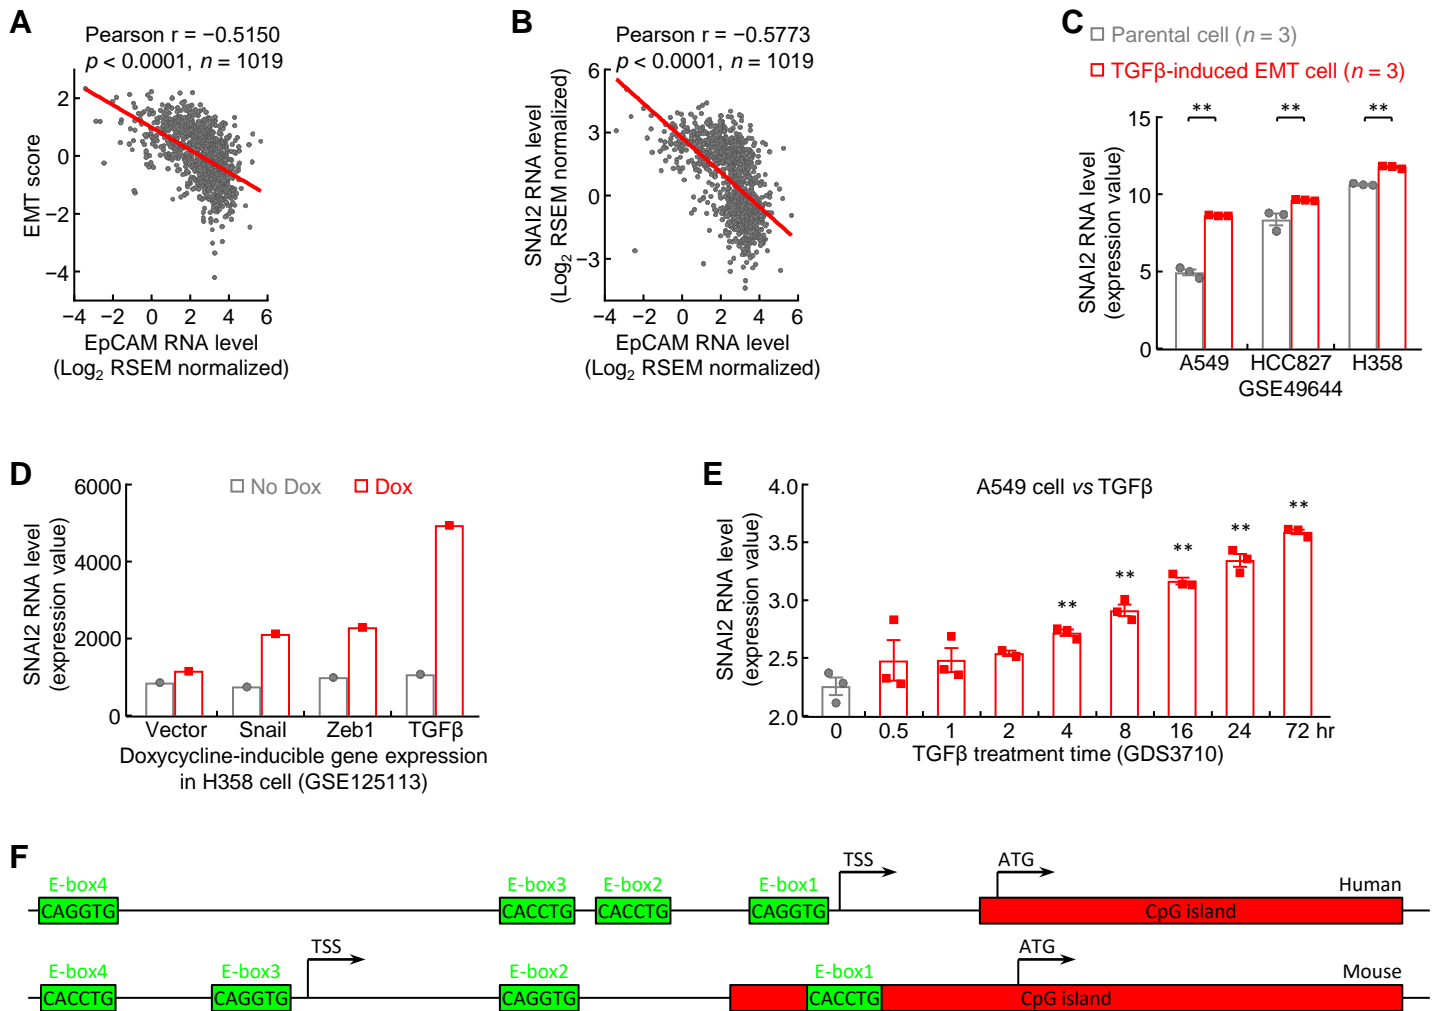 A
Pearson r = −0.5150
p < 0.0001, n = 1019
EMT score
2
0
−2
−4
−4 −2 0 2 4 6
EpCAM RNA level
(Log2 RSEM normalized)
B
Pearson r = −0.5773
p < 0.0001, n = 1019
SNAI2 RNA level
(Log2 RSEM normalized)
6
3
0
−3
−4 −2 0 2 4 6
EpCAM RNA level
(Log2 RSEM normalized)
C
Parental cell (n = 3)
TGFβ-induced EMT cell (n = 3)
SNAI2 RNA level
(expression value)
15
10
5
0
** ** **
A549 HCC827 H358
GSE49644
D
No Dox Dox
SNAI2 RNA level
(expression value)
6000
4000
2000
0
Vector Snail Zeb1 TGFβ
Doxycycline-inducible gene expression
in H358 cell (GSE125113)
E
A549 cell vs TGFβ
SNAI2 RNA level
(expression value)
4.0
3.5
3.0
2.5
2.0
** ** ** ** **
0 0.5 1 2 4 8 16 24 72 hr
TGFβ treatment time (GDS3710)
F
E-box4 E-box3 E-box2 E-box1 TSS ATG Human
CAGGTG CACCTG CACCTG CAGGTG CpG island
E-box4 E-box3 TSS E-box2 E-box1 ATG Mouse
CACCTG CAGGTG CAGGTG CACCTG CpG island